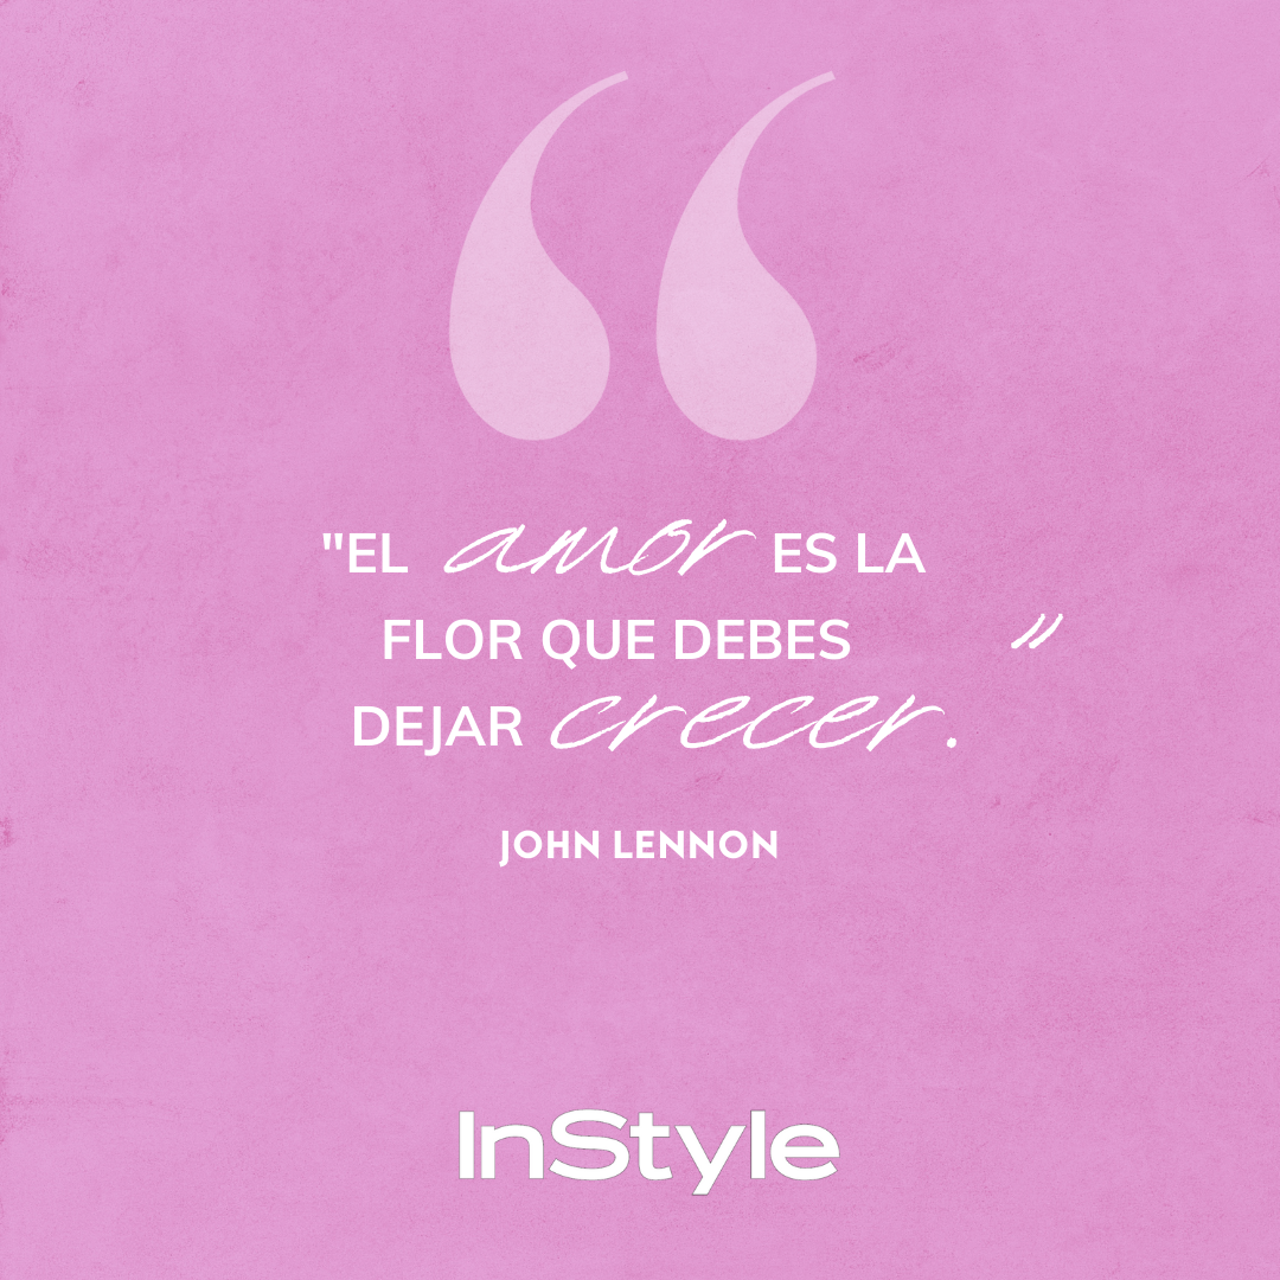 "EL amor ES LA
FLOR QUE DEBES "
DEJAR crecer.
JOHN LENNON
InStyle